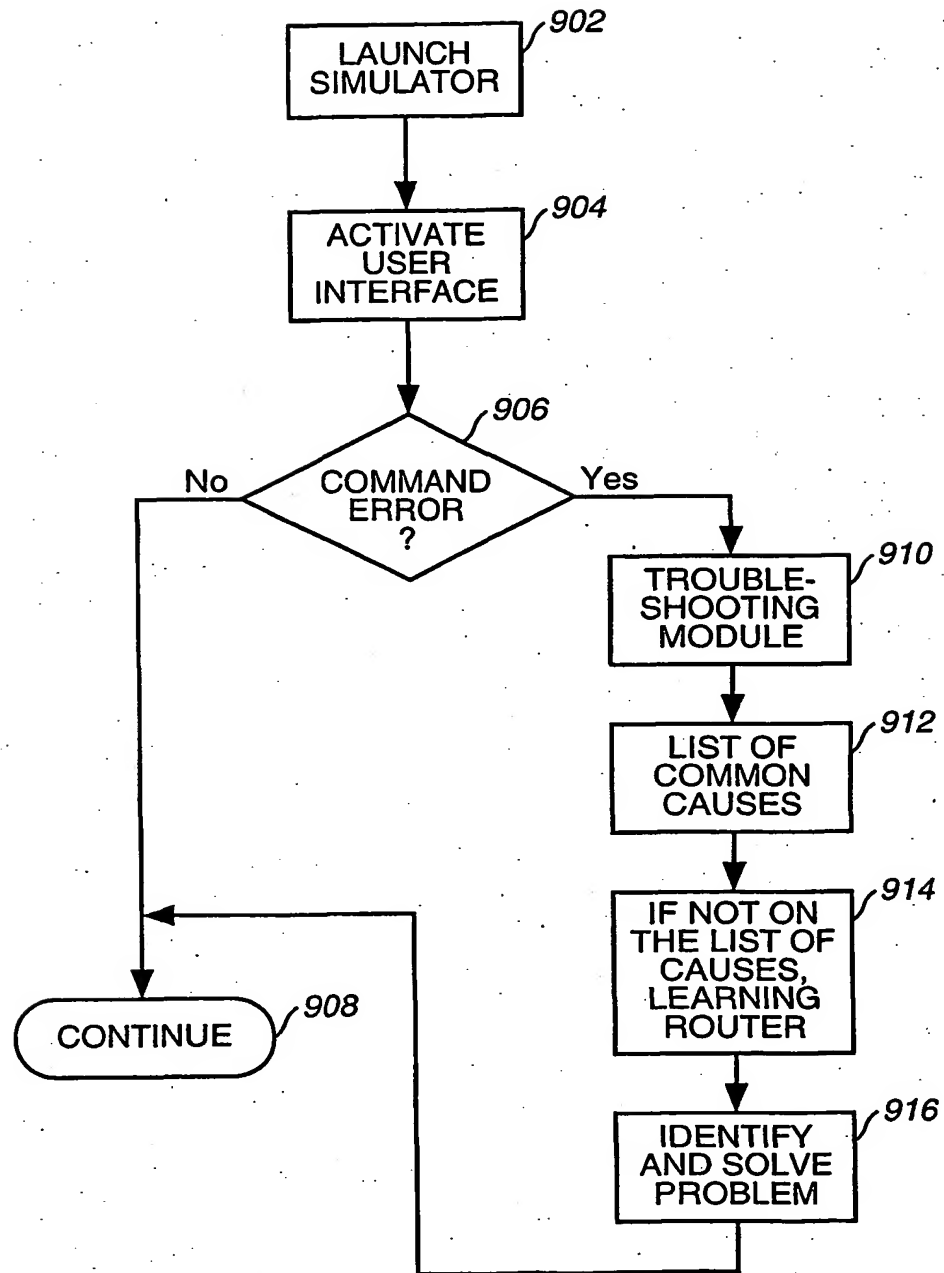 902
LAUNCH
SIMULATOR
904
ACTIVATE
USER
INTERFACE
906
No
COMMAND
ERROR
?
Yes
910
TROUBLE-
SHOOTING
MODULE
912
LIST OF
COMMON
CAUSES
914
IF NOT ON
THE LIST OF
CAUSES,
LEARNING
ROUTER
908
CONTINUE
916
IDENTIFY
AND SOLVE
PROBLEM